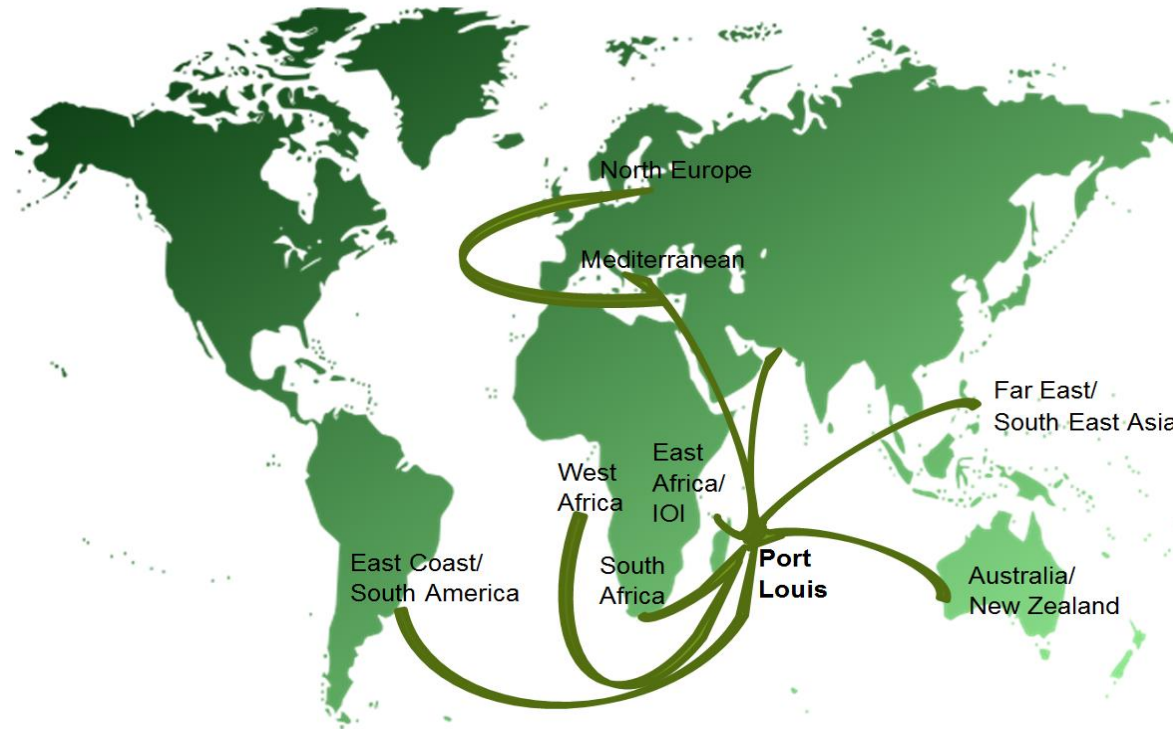 North Europe
Mediterranean
Far East/
South East Asia
East
Africa/
IOI
West
Africa
East Coast/
South America
South
Africa
Port
Louis
Australia/
New Zealand